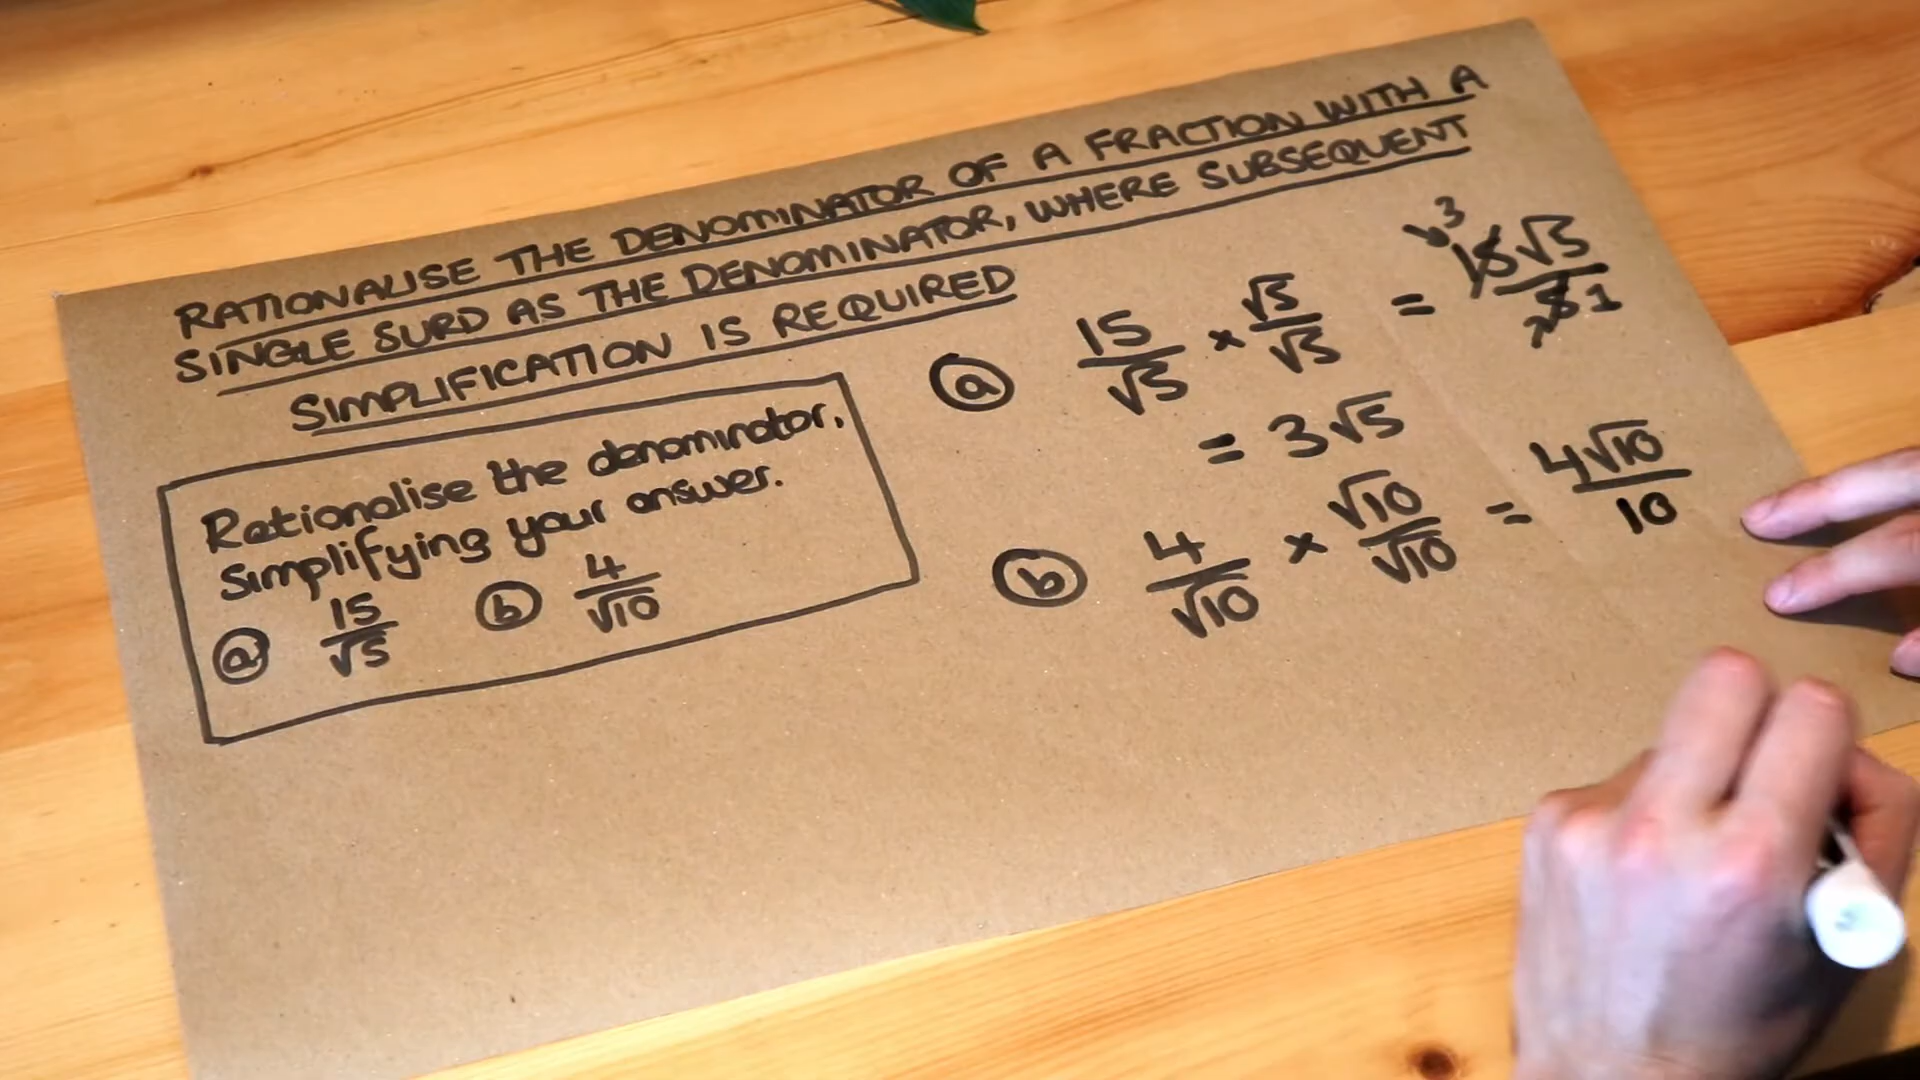 RATIONALISE THE DENOMINATOR OF A FRACTION WITH A
SINGLE SURD AS THE DENOMINATOR, WHERE SUBSEQUENT
SIMPLIFICATION IS REQUIRED
Rationalise the denominator,
simplifying your answer.
(a) 15/√5 (b) 4/√10
(a) 15/√5 × √5/√5 = 15√5/5 3 1
= 3√5
(b) 4/√10 × √10/√10 = 4√10/10